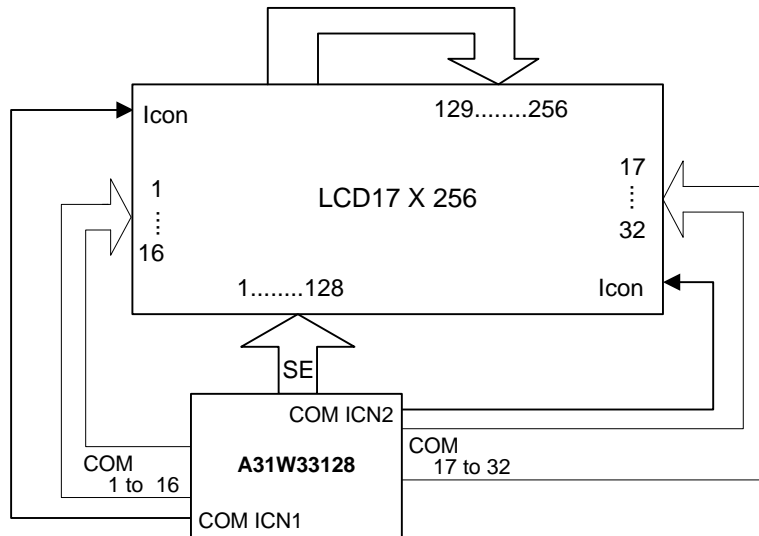 Icon
129........256
1
17
LCD17 X 256
16
32
1........128
Icon
SE
COM ICN2
COM
1 to 16
A31W33128
COM
17 to 32
COM ICN1